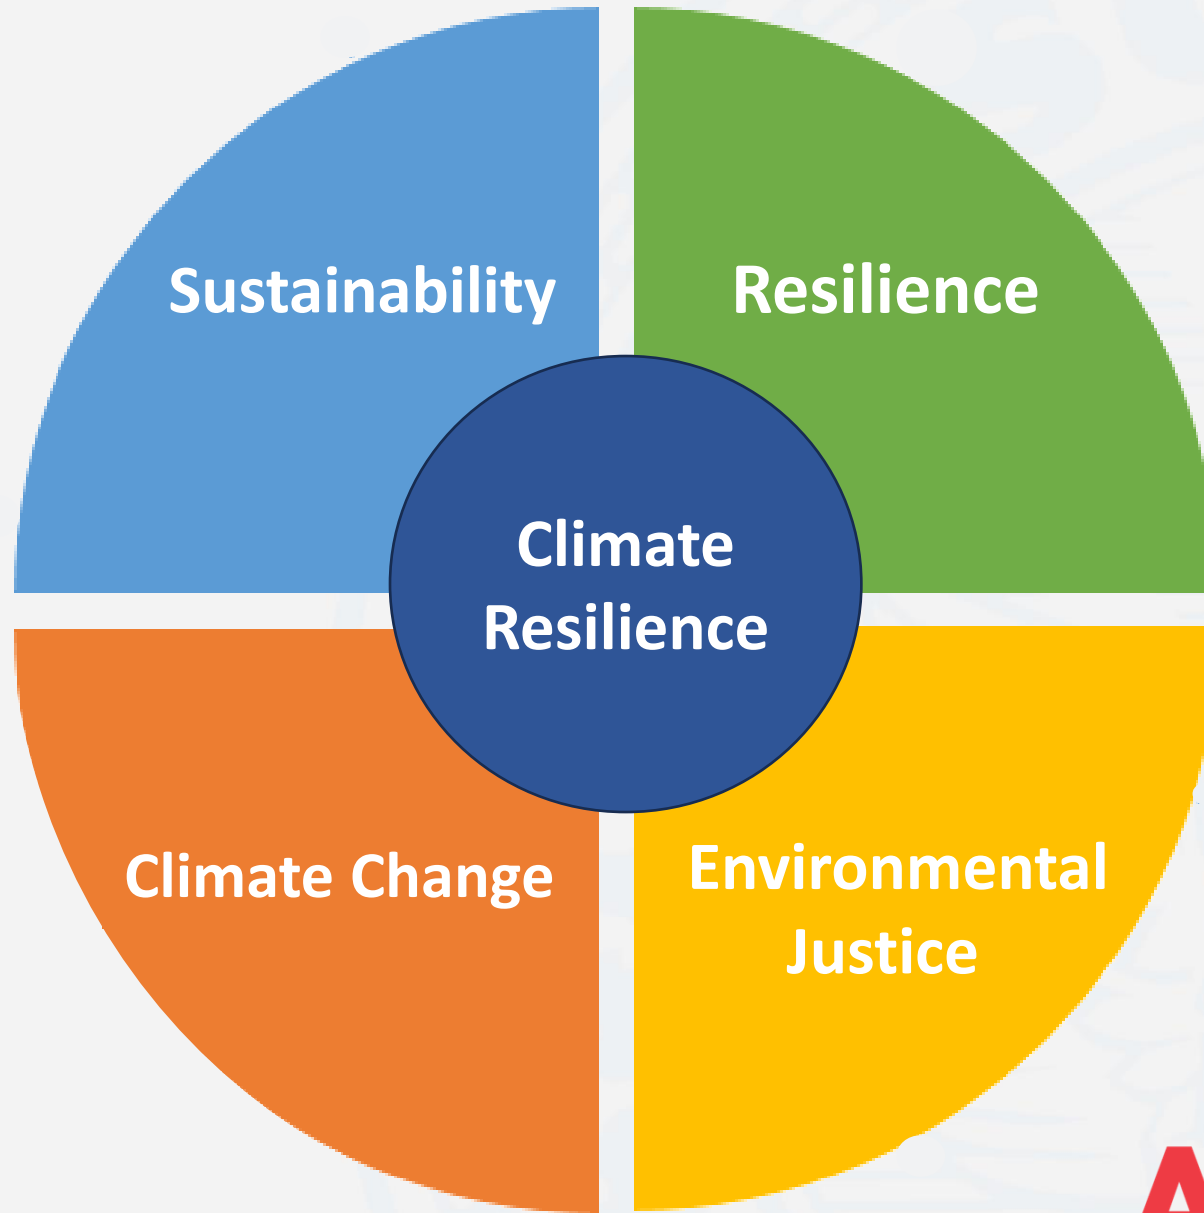 Sustainability
Resilience
Climate
Resilience
Climate Change
Environmental
Justice
A